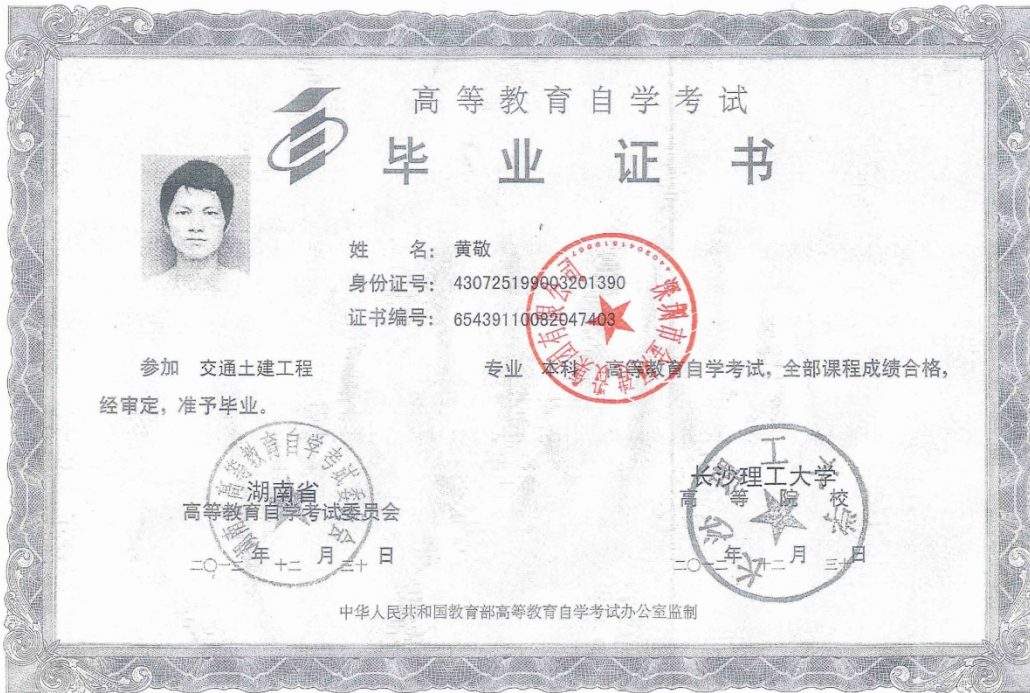 高等教育自学考试
毕业证书
姓 名: 黄敬
身份证号: 430725199003201390
证书编号: 65439110082047403
参加 交通土建工程 专业 本科 高等教育自学考试, 全部课程成绩合格,
经审定, 准予毕业。
湖南省
高等教育自学考试委员会
二〇一二年十二月三十日
长沙理工大学
高等院校
二〇一二年十二月三十日
中华人民共和国教育部高等教育自学考试办公室监制